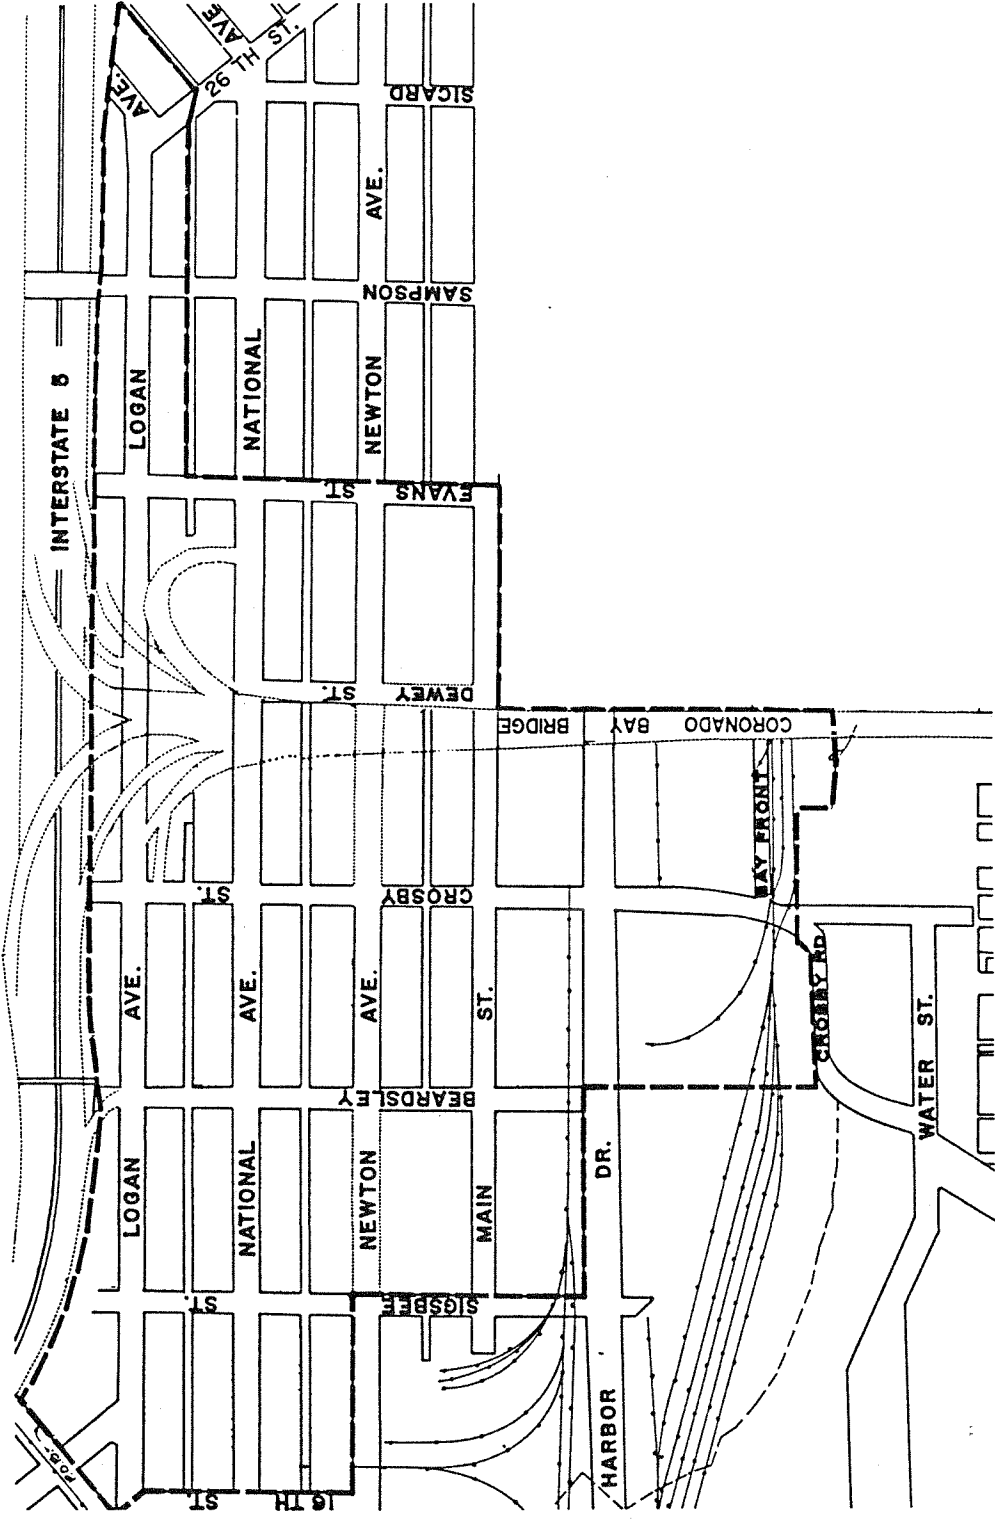 AVE.
AVE.
26 TH ST.
SICARD
AVE.
SAMPSON
INTERSTATE 5
LOGAN
NATIONAL
NEWTON
EVANS ST.
DEWEY ST.
CORONADO BAY BRIDGE
BAY FRONT
CROSBY ST.
AVE.
AVE.
AVE.
ST.
CROSBY RD
WATER ST.
BEARDSLEY
LOGAN
NATIONAL
NEWTON
MAIN
DR.
SIGSBEE
ST.
HARBOR
P.O.B.
16 TH ST.